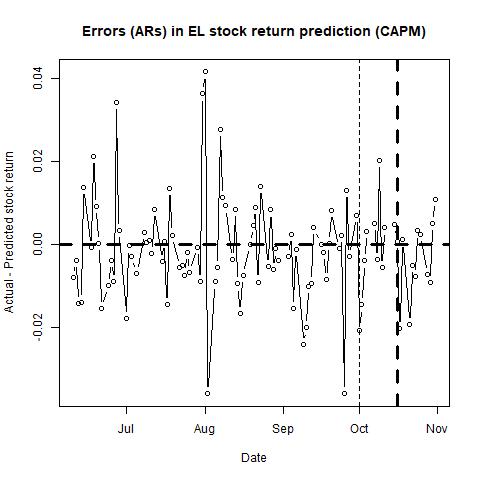 Errors (ARs) in EL stock return prediction (CAPM)
Actual - Predicted stock return
0.04
0.02
0.00
-0.02
Jul Aug Sep Oct Nov
Date